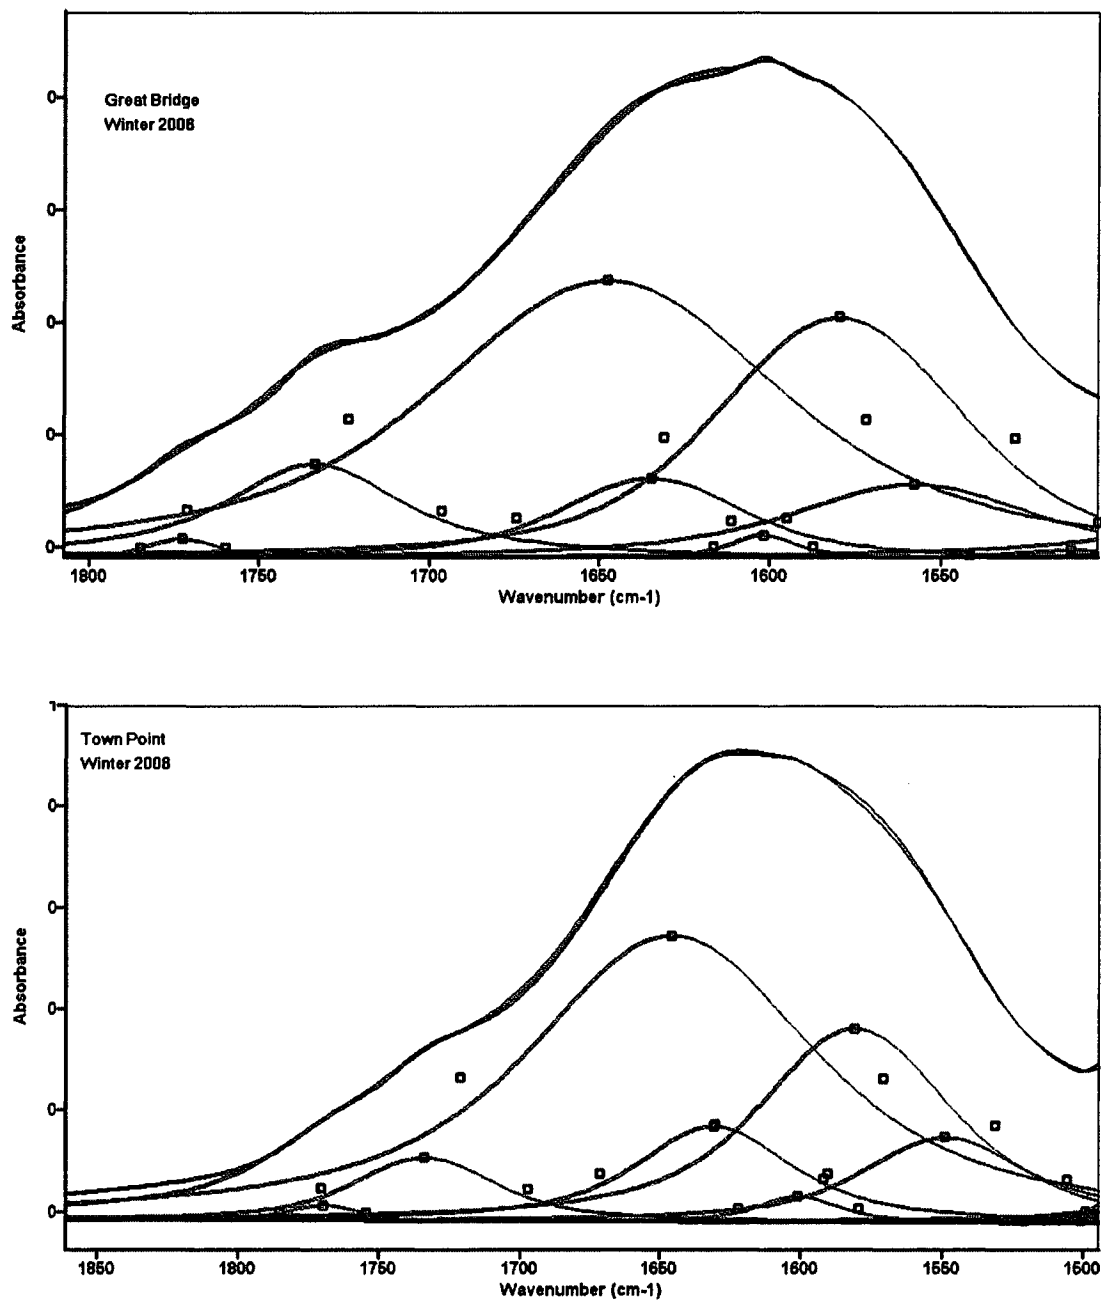 Great Bridge
Winter 2008
0
0
0
0
0
Absorbance
1800 1750 1700 1650 1600 1550
Wavenumber (cm-1)
1
Town Point
Winter 2008
0
0
0
0
0
Absorbance
1850 1800 1750 1700 1650 1600 1550 1500
Wavenumber (cm-1)